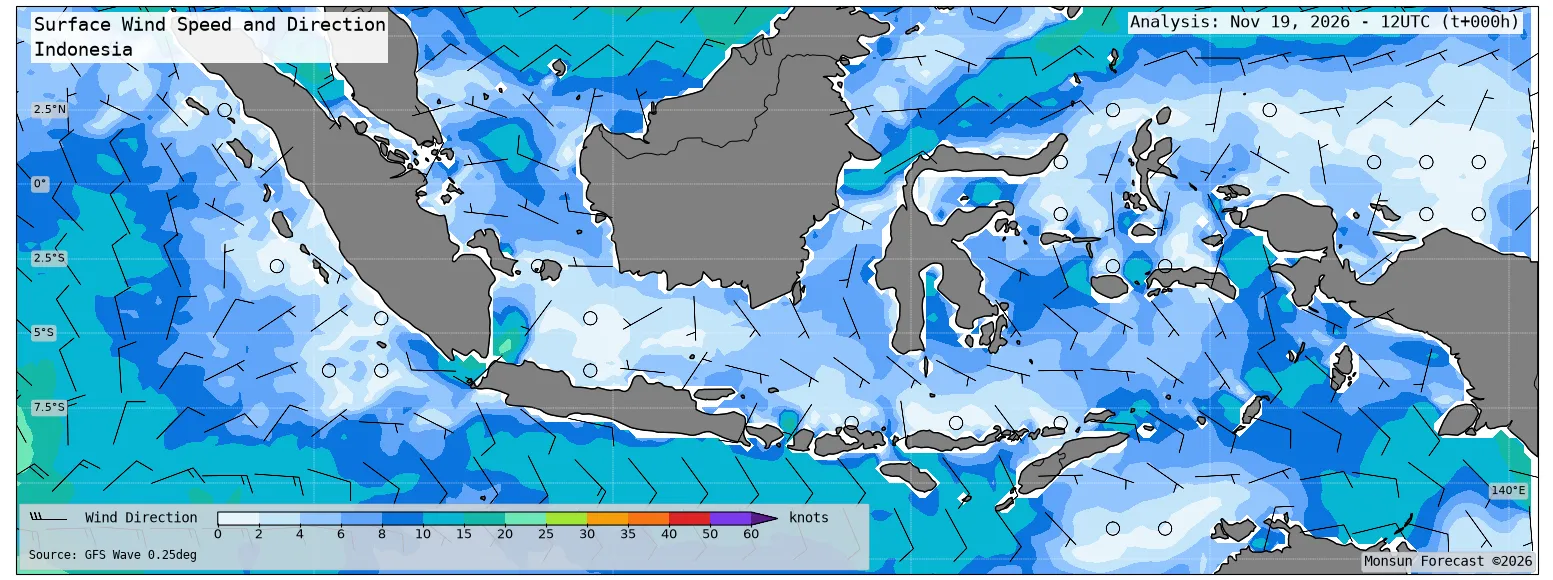 Surface Wind Speed and Direction
Indonesia
Analysis: Nov 19, 2026 - 12UTC (t+000h)
2.5°N
0°
2.5°S
5°S
7.5°S
140°E
Wind Direction
0 2 4 6 8 10 15 20 25 30 35 40 50 60
knots
Source: GFS Wave 0.25deg
Monsun Forecast ©2026